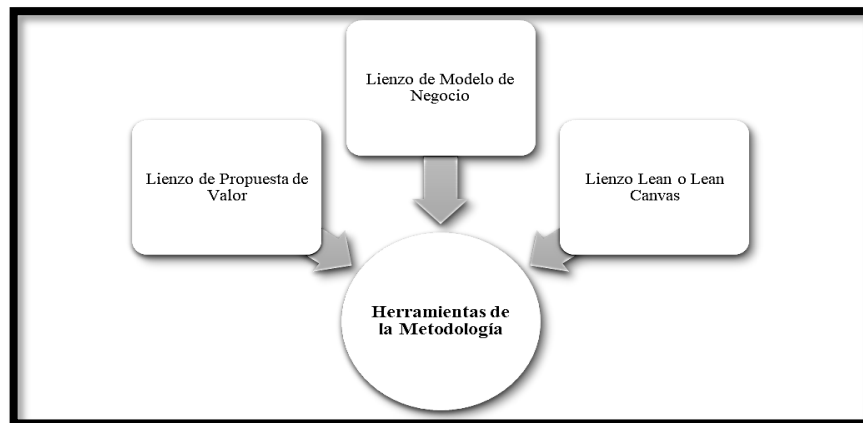 Lienzo de Modelo de
Negocio
Lienzo de Propuesta de
Valor
Lienzo Lean o Lean
Canvas
Herramientas de
la Metodología